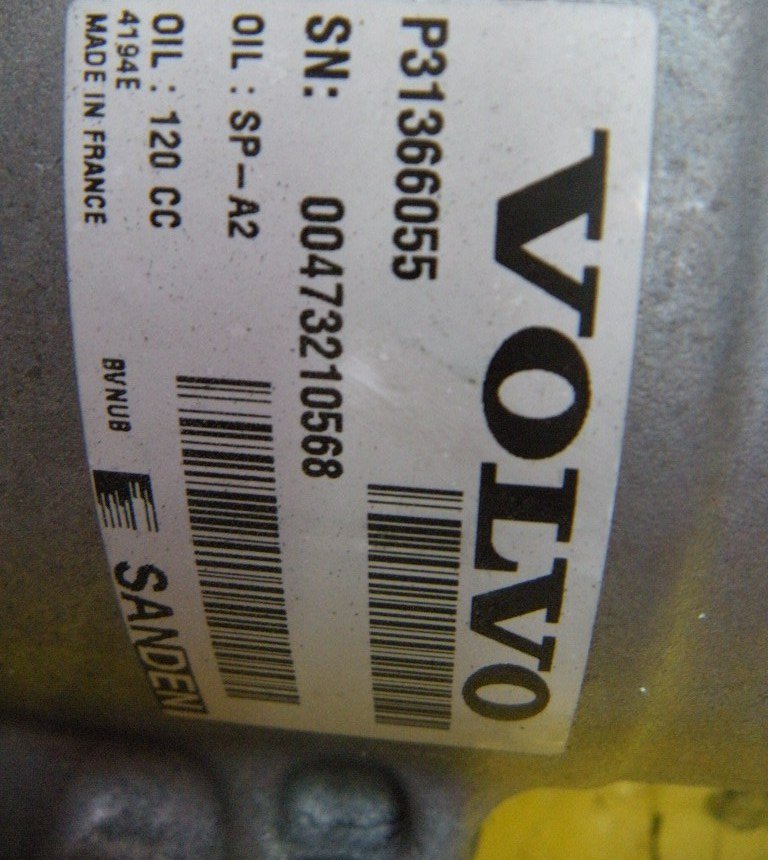 VOLVO
P31366055
SN: 00473210568
OIL : SP-A2
OIL : 120 CC
4194E
BVNUB
MADE IN FRANCE
SANDEN